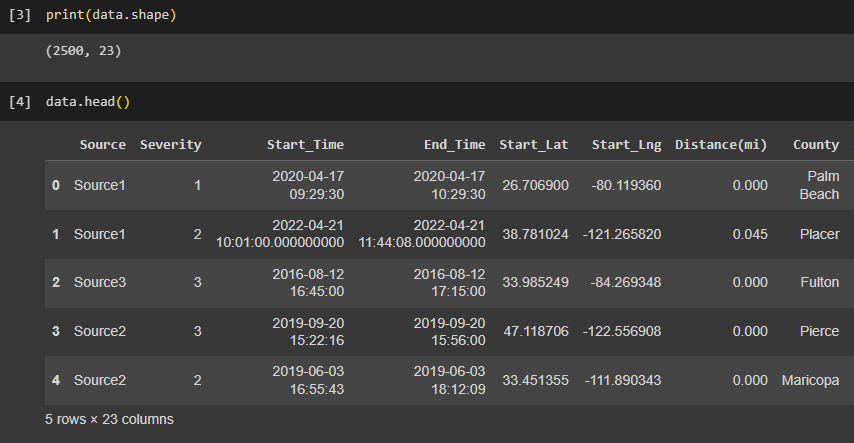 [3] print(data.shape)
(2500, 23)
[4] data.head()
Source Severity Start_Time End_Time Start_Lat Start_Lng Distance(mi) County
0 Source1 1 2020-04-17 09:29:30 2020-04-17 10:29:30 26.706900 -80.119360 0.000 Palm Beach
1 Source1 2 2022-04-21 10:01:00.000000000 2022-04-21 11:44:08.000000000 38.781024 -121.265820 0.045 Placer
2 Source3 3 2016-08-12 16:45:00 2016-08-12 17:15:00 33.985249 -84.269348 0.000 Fulton
3 Source2 3 2019-09-20 15:22:16 2019-09-20 15:56:00 47.118706 -122.556908 0.000 Pierce
4 Source2 2 2019-06-03 16:55:43 2019-06-03 18:12:09 33.451355 -111.890343 0.000 Maricopa
5 rows × 23 columns